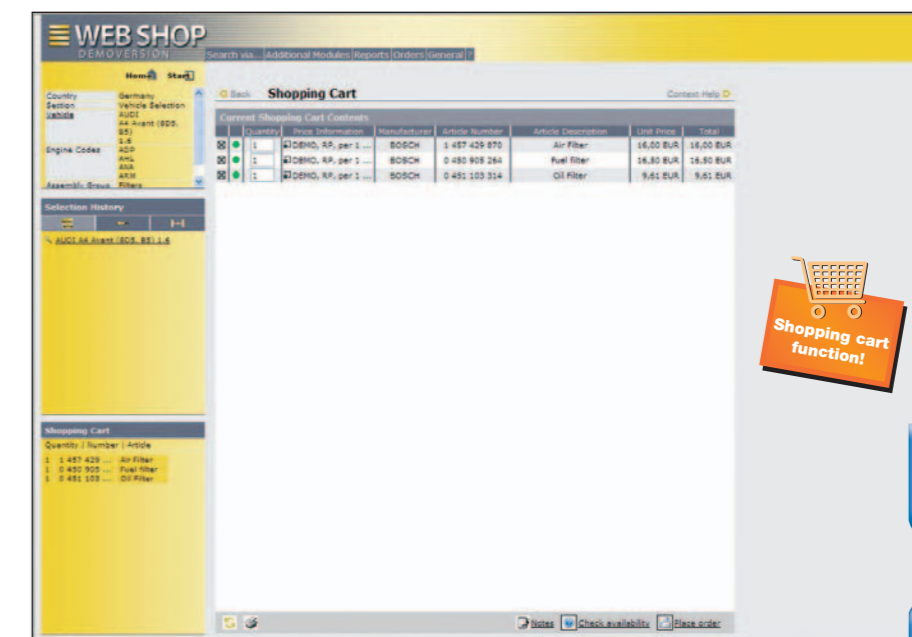 WEB SHOP
DEMOVERSION
Search via... Additional Modules Reports Orders General ?
Home Start
Country Germany
Section Vehicle Selection
Vehicle AUDI
A4 Avant (8D5,
B5)
1.6
Engine Codes ADP
AHL
ANA
ARM
Assembly Group Filters
Selection History
AUDI A4 Avant (8D5, B5) 1.6
Shopping Cart
Quantity | Number | Article
1 1 457 429 ... Air Filter
1 0 450 905 ... Fuel filter
1 0 451 103 ... Oil Filter
Back Shopping Cart Context Help
Current Shopping Cart Contents
Quantity Price Information Manufacturer Article Number Article Description Unit Price Total
1 DEMO, RP, per 1 ... BOSCH 1 457 429 870 Air Filter 16,00 EUR 16,00 EUR
1 DEMO, RP, per 1 ... BOSCH 0 450 905 264 Fuel filter 16,50 EUR 16,50 EUR
1 DEMO, RP, per 1 ... BOSCH 0 451 103 314 Oil Filter 9,61 EUR 9,61 EUR
Notes Check availability Place order
Shopping cart
function!